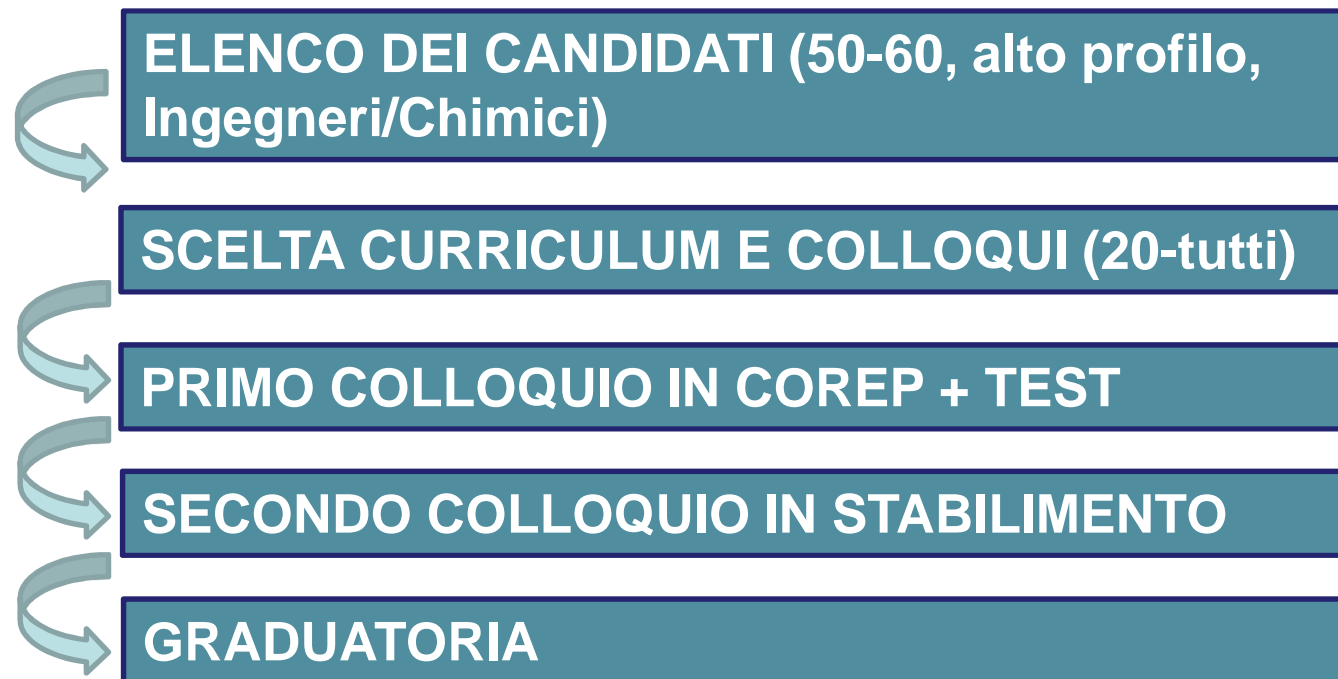 ELENCO DEI CANDIDATI (50-60, alto profilo,
Ingegneri/Chimici)
SCELTA CURRICULUM E COLLOQUI (20-tutti)
PRIMO COLLOQUIO IN COREP + TEST
SECONDO COLLOQUIO IN STABILIMENTO
GRADUATORIA